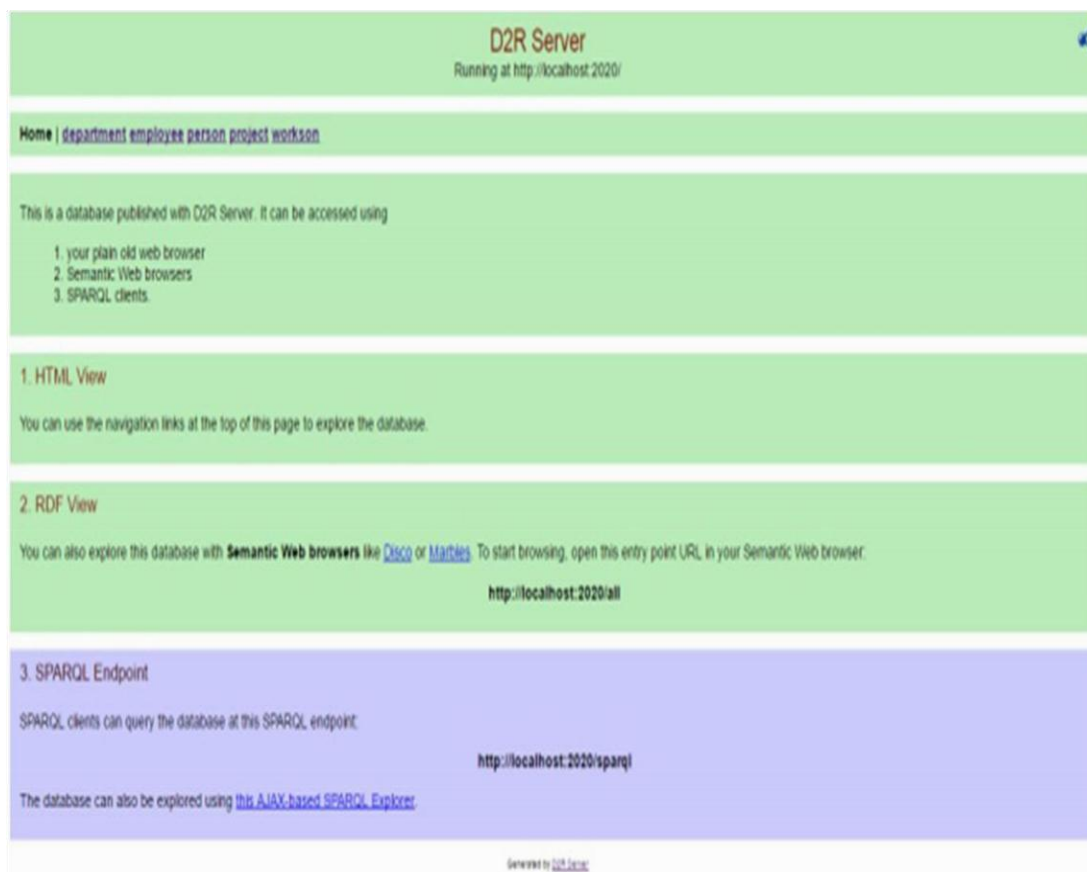 D2R Server
Running at http://localhost:2020/
Home | department employee person project workson
This is a database published with D2R Server. It can be accessed using
1. your plain old web browser
2. Semantic Web browsers
3. SPARQL clients.
1. HTML View
You can use the navigation links at the top of this page to explore the database.
2. RDF View
You can also explore this database with Semantic Web browsers like Disco or Marbles. To start browsing, open this entry point URL in your Semantic Web browser:
http://localhost:2020/all
3. SPARQL Endpoint
SPARQL clients can query the database at this SPARQL endpoint:
http://localhost:2020/sparql
The database can also be explored using this AJAX-based SPARQL Explorer.
Generated by D2R Server